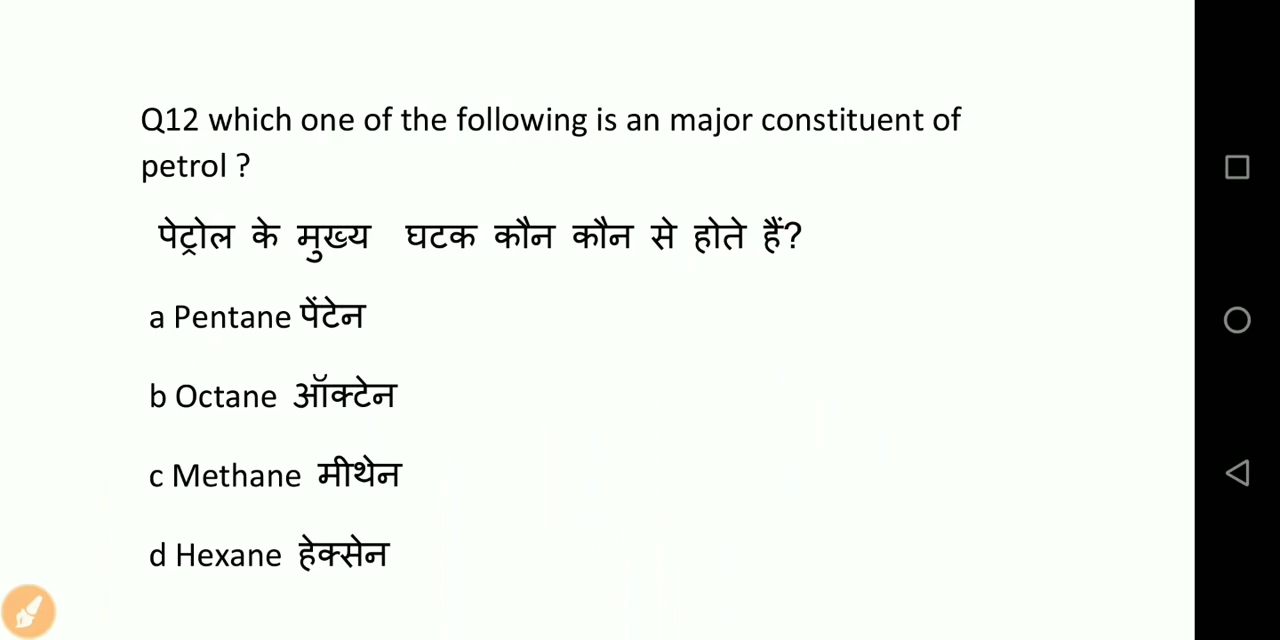 Q12 which one of the following is an major constituent of
petrol ?
पेट्रोल के मुख्य घटक कौन कौन से होते हैं?
a Pentane पेंटेन
b Octane ऑक्टेन
c Methane मीथेन
d Hexane हेक्सेन